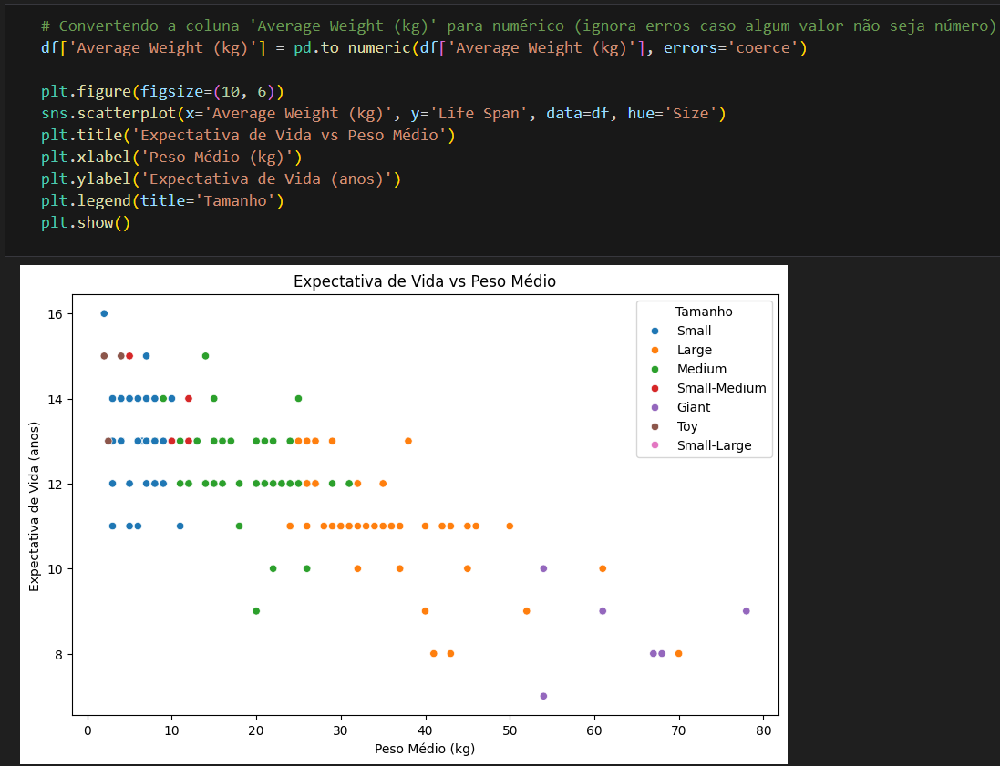 # Convertendo a coluna 'Average Weight (kg)' para numérico (ignora erros caso algum valor não seja número)
df['Average Weight (kg)'] = pd.to_numeric(df['Average Weight (kg)'], errors='coerce')
plt.figure(figsize=(10, 6))
sns.scatterplot(x='Average Weight (kg)', y='Life Span', data=df, hue='Size')
plt.title('Expectativa de Vida vs Peso Médio')
plt.xlabel('Peso Médio (kg)')
plt.ylabel('Expectativa de Vida (anos)')
plt.legend(title='Tamanho')
plt.show()
Expectativa de Vida vs Peso Médio
Expectativa de Vida (anos)
16
14
12
10
8
Tamanho
Small
Large
Medium
Small-Medium
Giant
Toy
Small-Large
0 10 20 30 40 50 60 70 80
Peso Médio (kg)